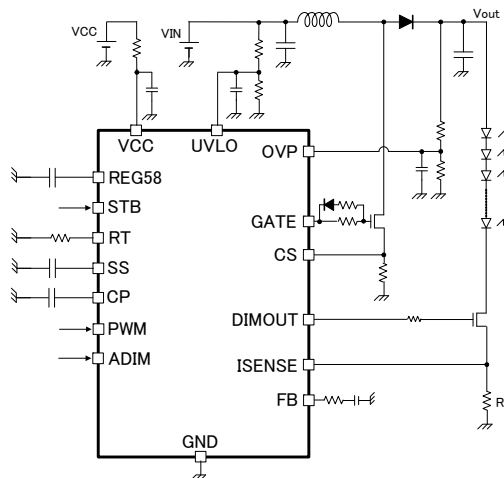 VCC
VIN
Vout
VCC
UVLO
OVP
REG58
STB
GATE
RT
CS
SS
CP
DIMOUT
PWM
ADIM
ISENSE
FB
R
GND